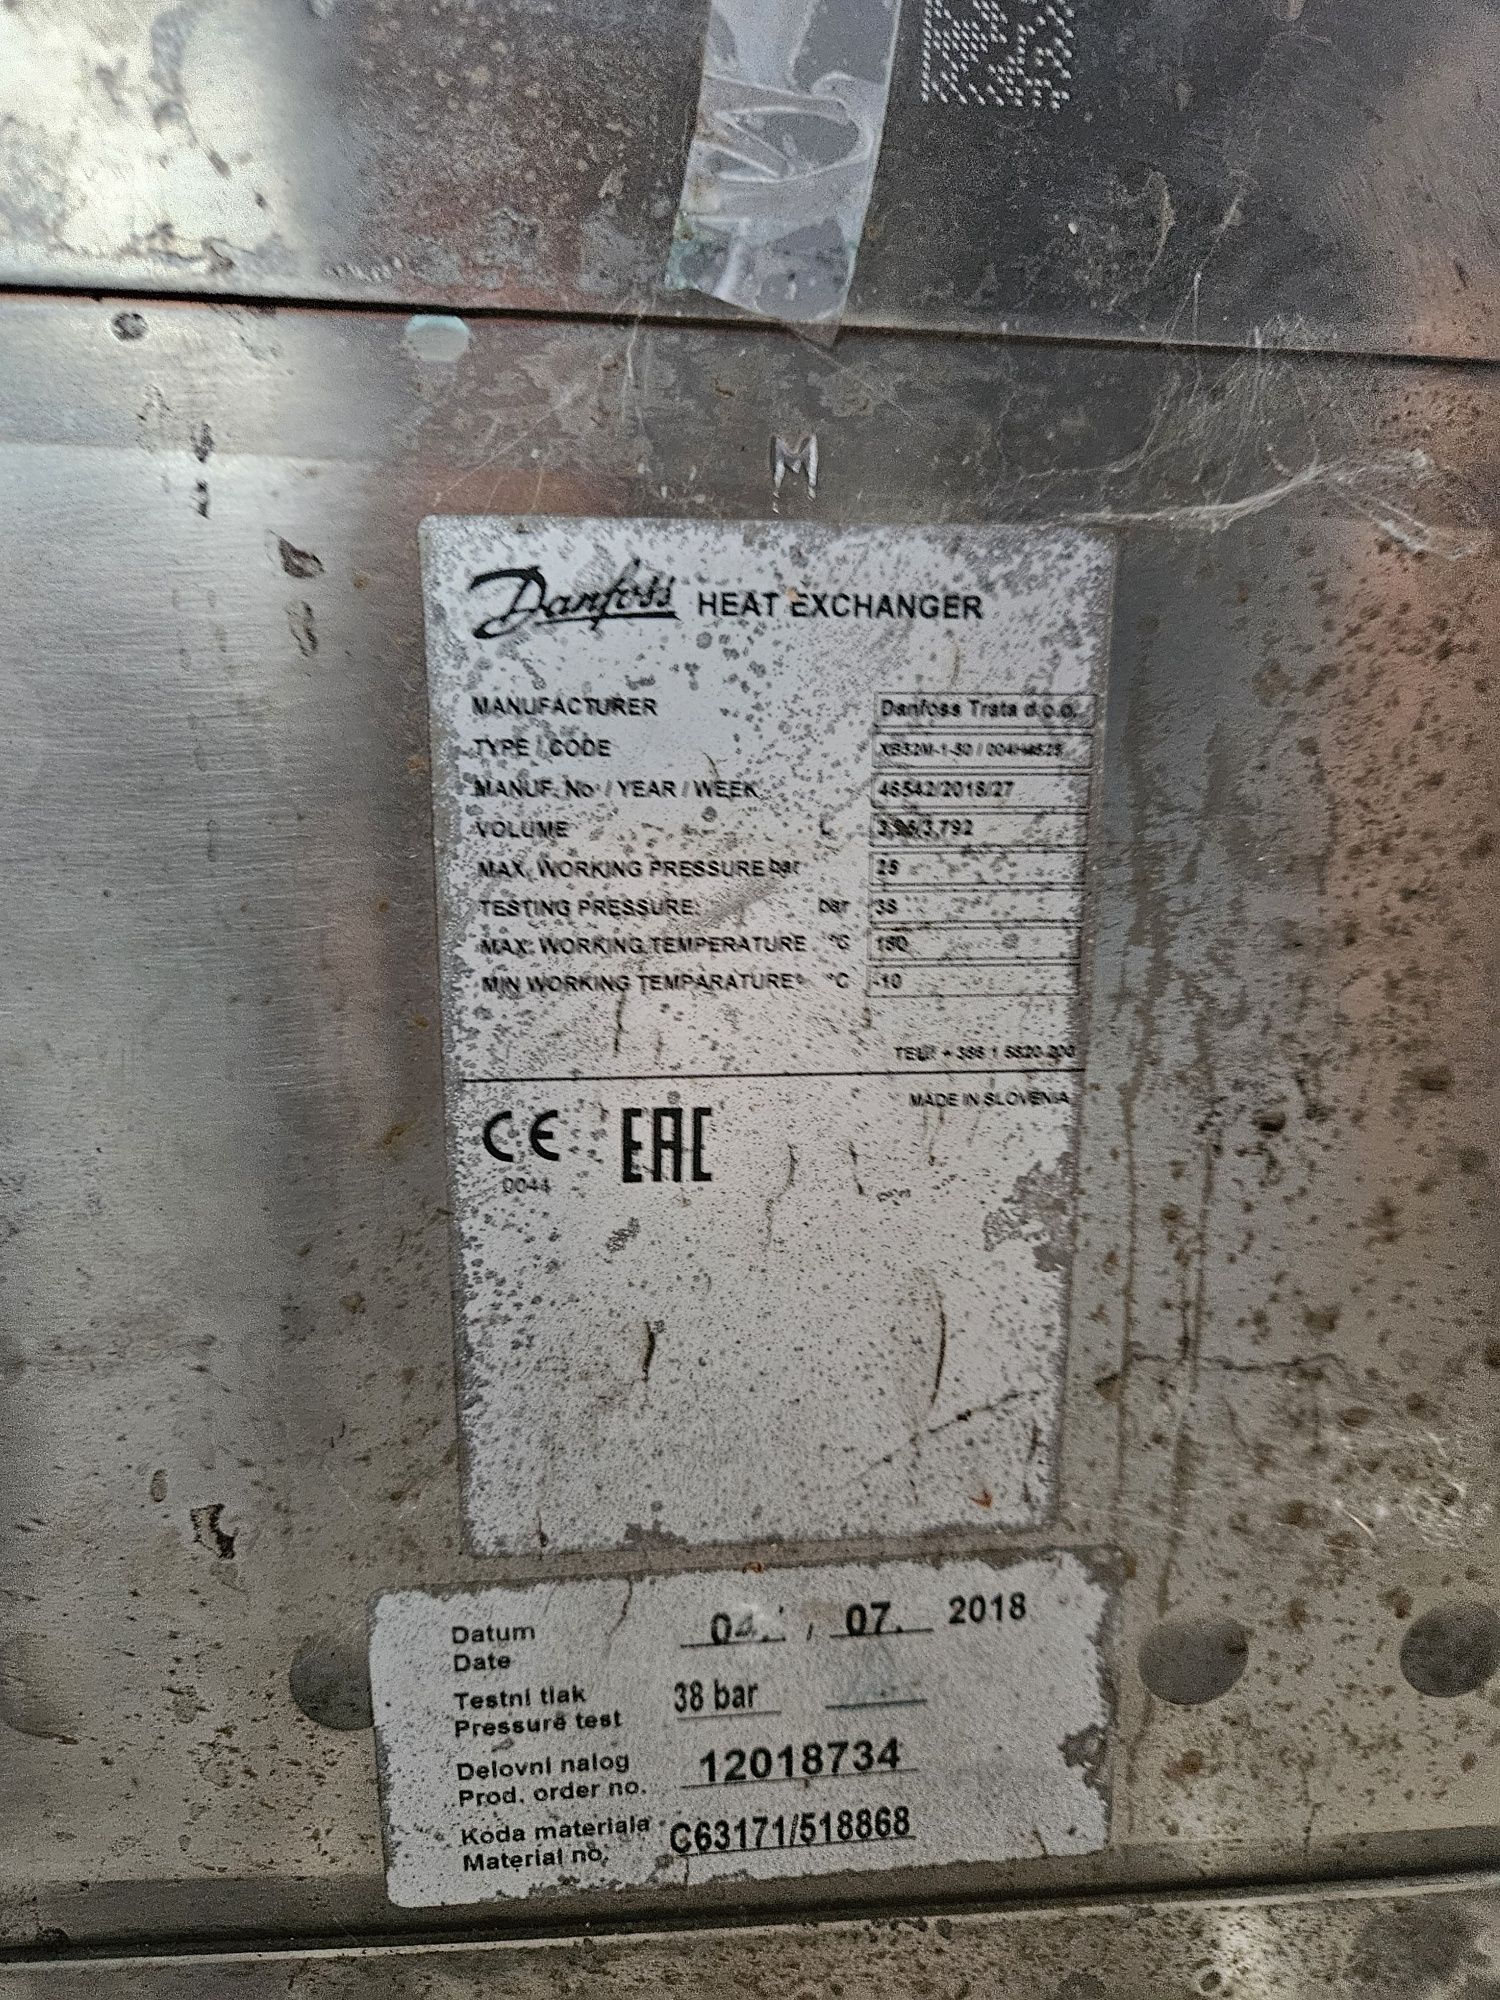 M
Danfoss HEAT EXCHANGER
MANUFACTURER Danfoss Trata d.o.o.
TYPE / CODE
MANUF. No / YEAR / WEEK 46542/2018/27
VOLUME L
MAX. WORKING PRESSURE bar 25
TESTING PRESSURE: bar 38
MAX. WORKING TEMPERATURE °C 180
MIN WORKING TEMPARATURE °C -10
MADE IN SLOVENIA
CE EAC
0044
Datum 04. 07. 2018
Date
Testni tlak 38 bar
Pressure test
Delovni nalog 12018734
Prod. order no.
Koda materiala C63171/518868
Material no.